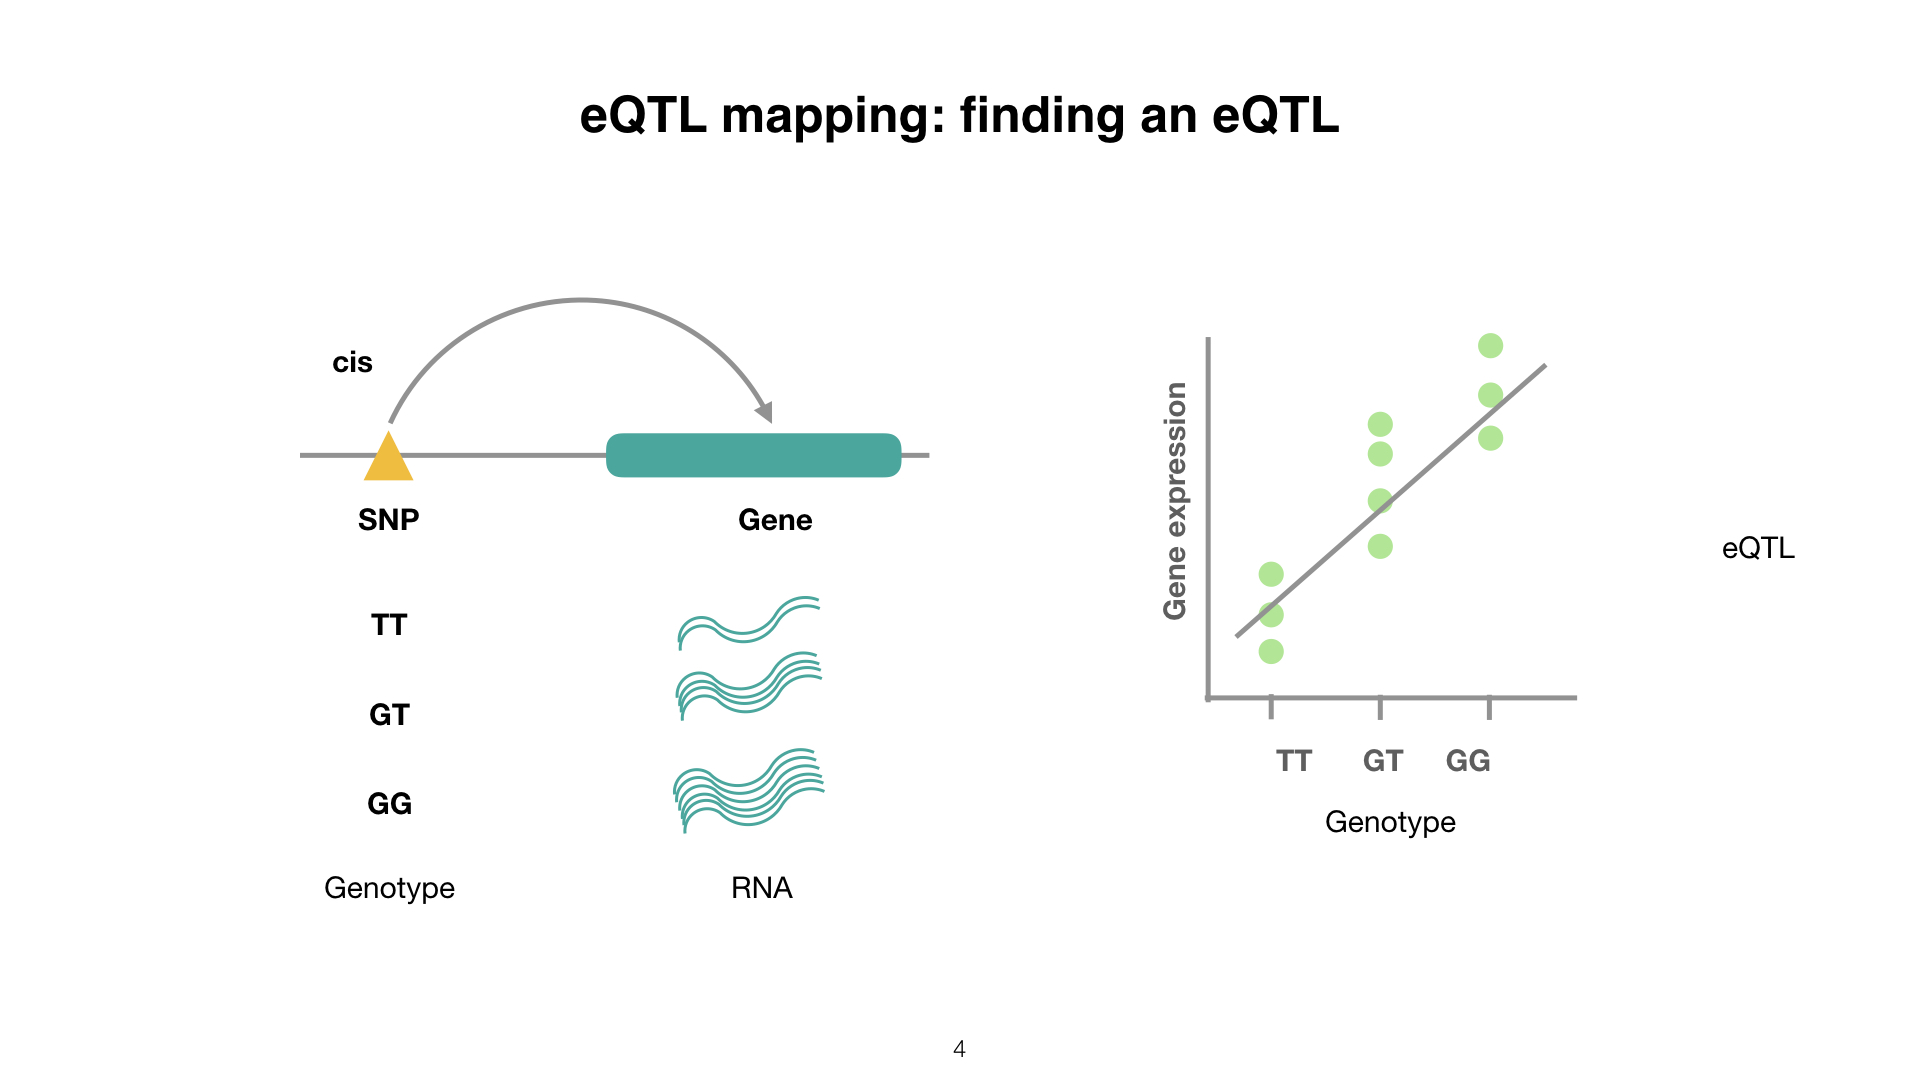 eQTL mapping: finding an eQTL
cis
SNP
Gene
TT
GT
GG
Genotype
RNA
Gene expression
TT
GT
GG
Genotype
eQTL
4